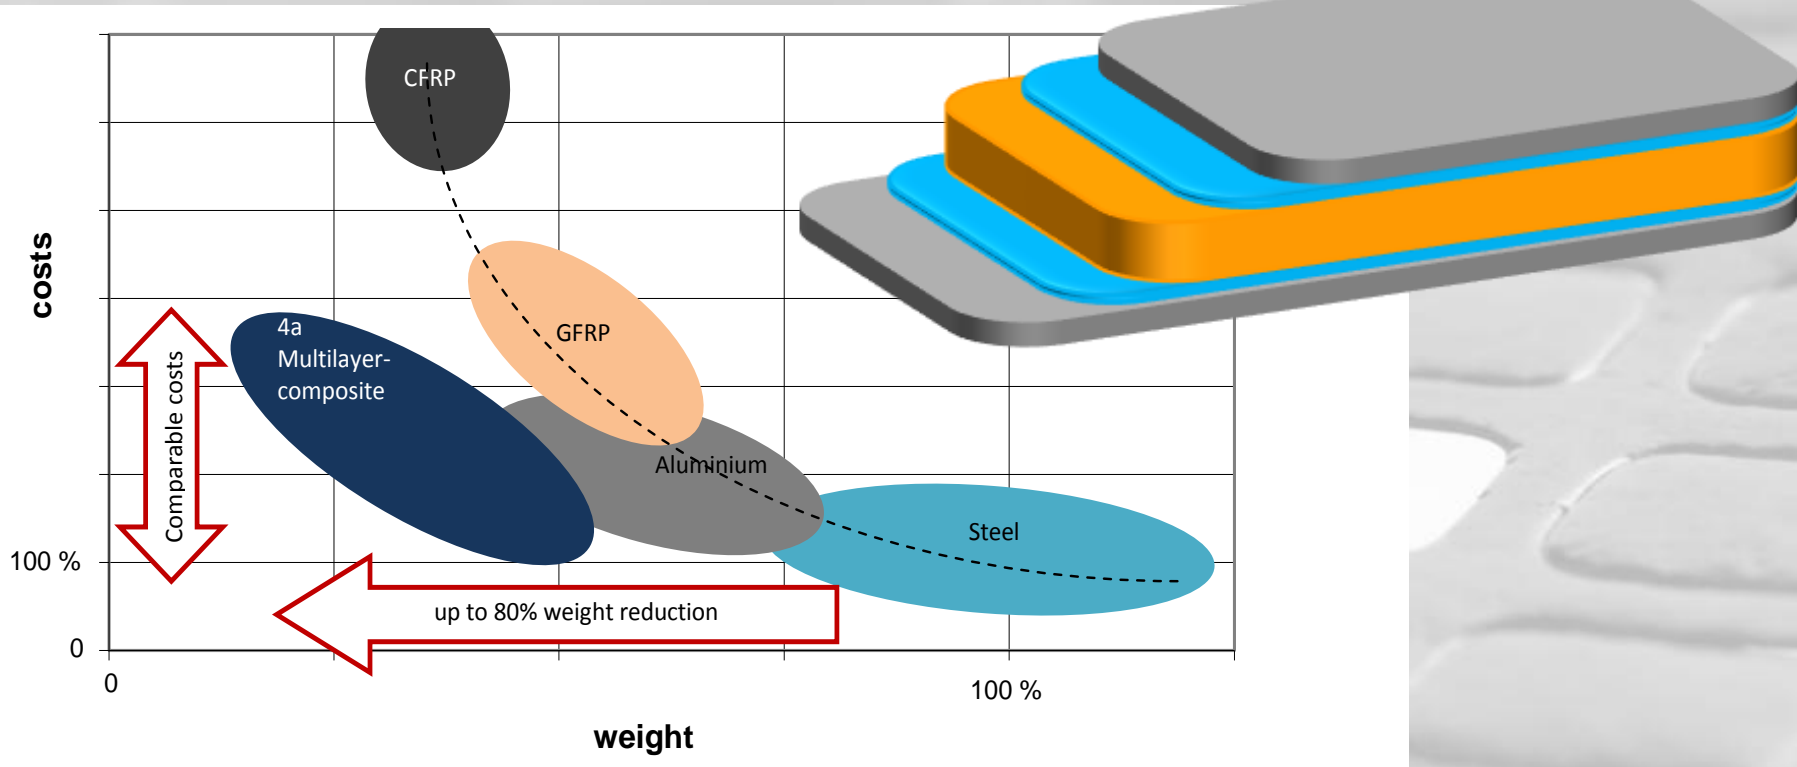 CFRP
costs
GFRP
4a
Multilayer-
composite
Comparable costs
Aluminium
Steel
100 %
up to 80% weight reduction
0
0
100 %
weight